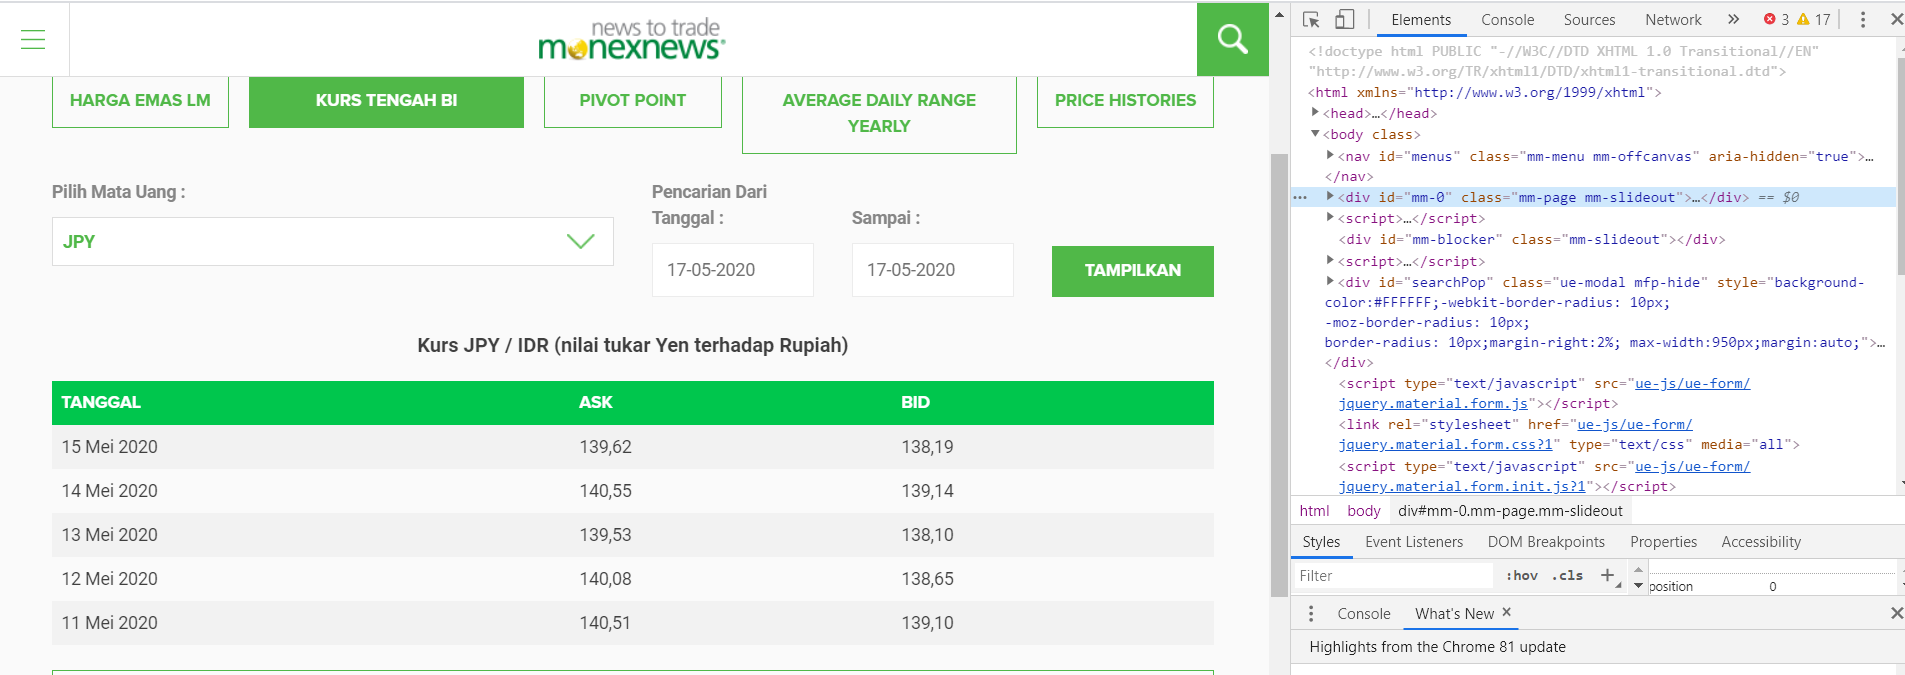 news to trade
monexnews
HARGA EMAS LM
KURS TENGAH BI
PIVOT POINT
AVERAGE DAILY RANGE
YEARLY
PRICE HISTORIES
Pilih Mata Uang :
JPY
Pencarian Dari
Tanggal :
17-05-2020
Sampai :
17-05-2020
TAMPILKAN
Kurs JPY / IDR (nilai tukar Yen terhadap Rupiah)
TANGGAL ASK BID
15 Mei 2020 139,62 138,19
14 Mei 2020 140,55 139,14
13 Mei 2020 139,53 138,10
12 Mei 2020 140,08 138,65
11 Mei 2020 140,51 139,10
Elements Console Sources Network » 3 17
<!doctype html PUBLIC "-//W3C//DTD XHTML 1.0 Transitional//EN"
"http://www.w3.org/TR/xhtml1/DTD/xhtml1-transitional.dtd">
<html xmlns="http://www.w3.org/1999/xhtml">
<head>…</head>
<body class>
<nav id="menus" class="mm-menu mm-offcanvas" aria-hidden="true">…
</nav>
<div id="mm-0" class="mm-page mm-slideout">…</div> == $0
<script>…</script>
<div id="mm-blocker" class="mm-slideout"></div>
<script>…</script>
<div id="searchPop" class="ue-modal mfp-hide" style="background-
color:#FFFFFF;-webkit-border-radius: 10px;
-moz-border-radius: 10px;
border-radius: 10px;margin-right:2%; max-width:950px;margin:auto;">…
</div>
<script type="text/javascript" src="ue-js/ue-form/
jquery.material.form.js"></script>
<link rel="stylesheet" href="ue-js/ue-form/
jquery.material.form.css?1" type="text/css" media="all">
<script type="text/javascript" src="ue-js/ue-form/
jquery.material.form.init.js?1"></script>
html body div#mm-0.mm-page.mm-slideout
Styles Event Listeners DOM Breakpoints Properties Accessibility
Filter :hov .cls +
position 0
Console What's New ×
Highlights from the Chrome 81 update